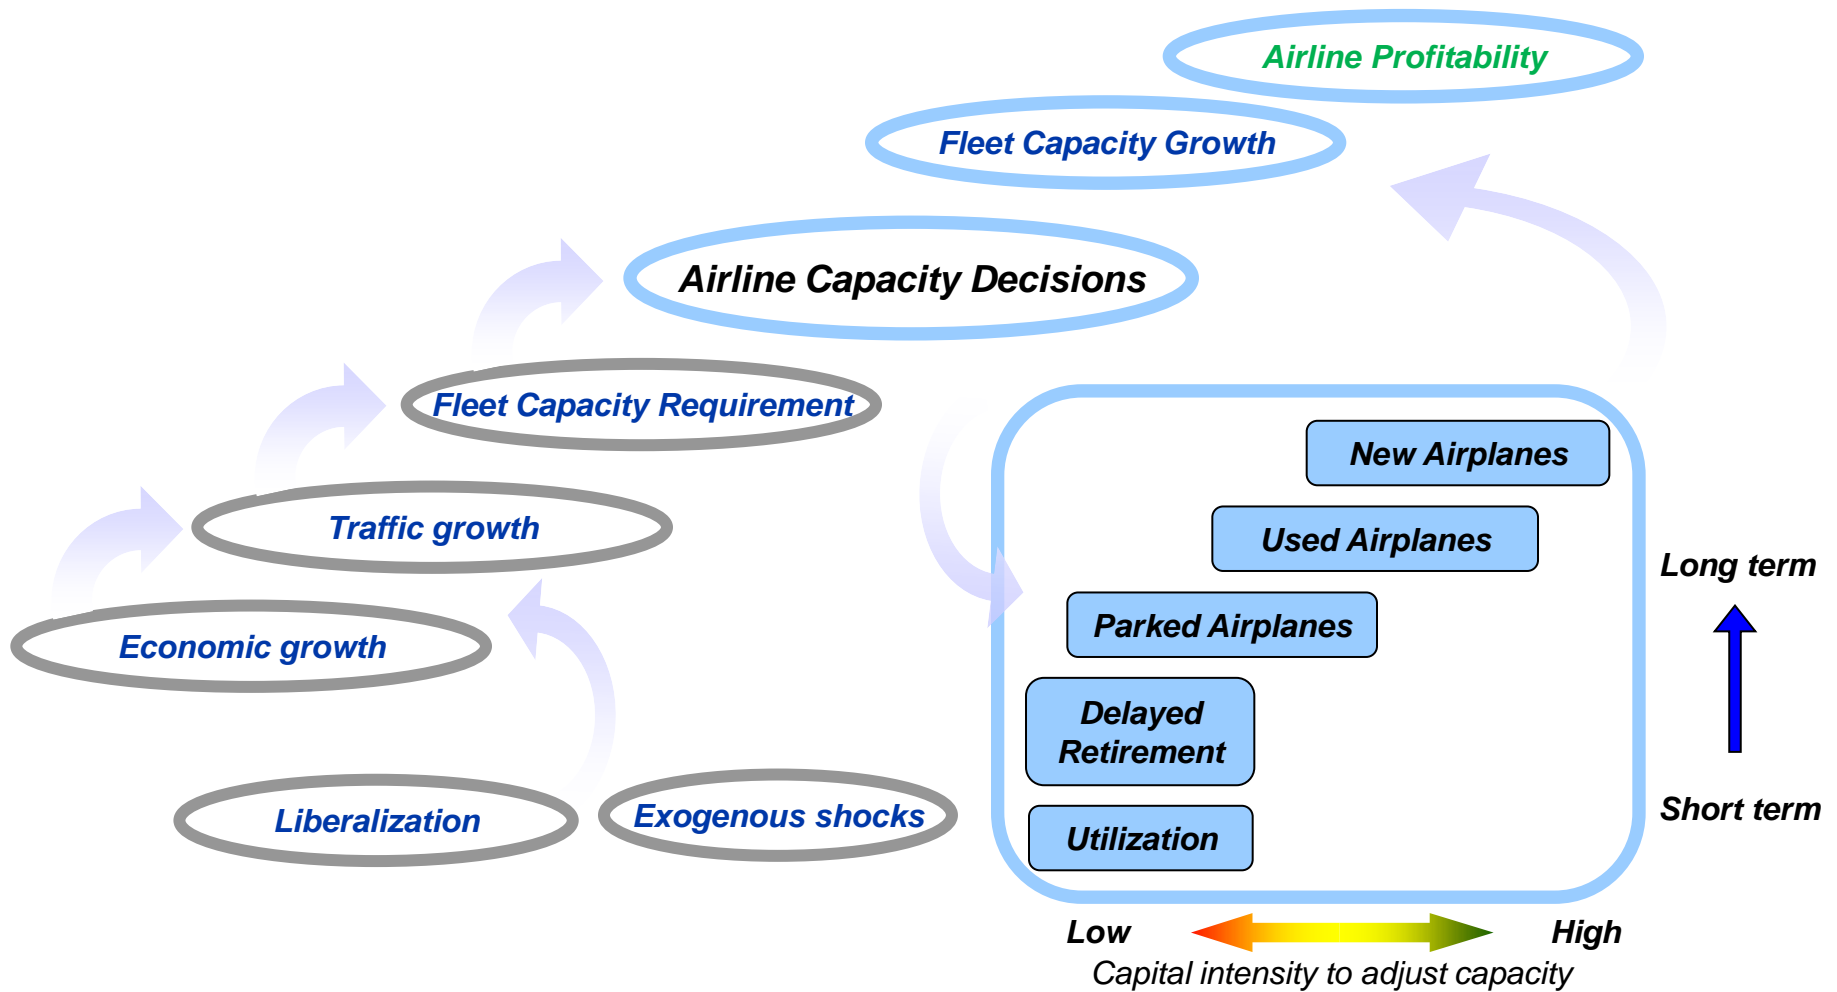 Airline Profitability
Fleet Capacity Growth
Airline Capacity Decisions
Fleet Capacity Requirement
Traffic growth
Economic growth
Liberalization
Exogenous shocks
New Airplanes
Used Airplanes
Parked Airplanes
Delayed
Retirement
Utilization
Long term
Short term
Low
High
Capital intensity to adjust capacity